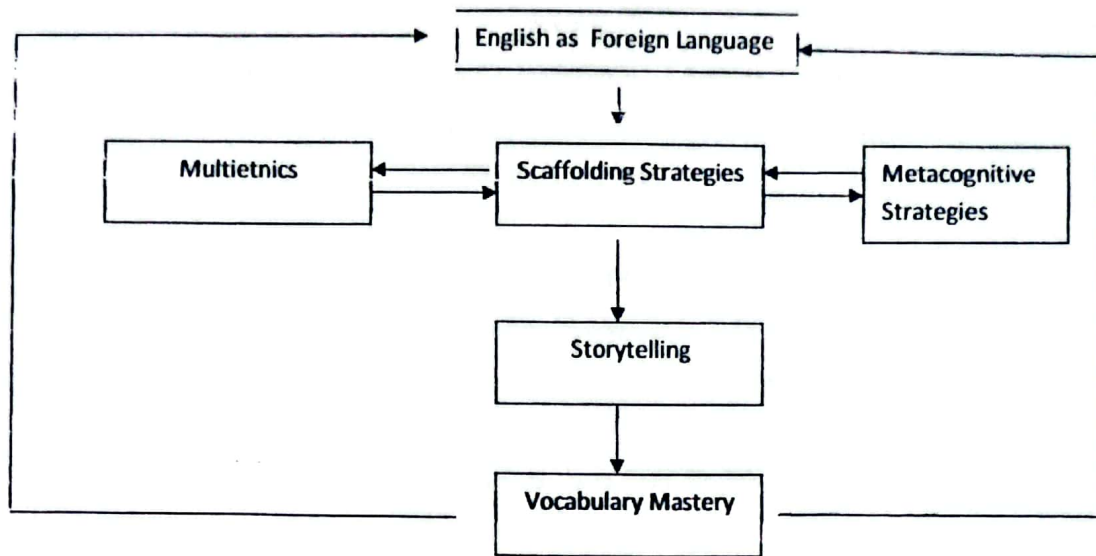 English as Foreign Language
Multietnics
Scaffolding Strategies
Metacognitive
Strategies
Storytelling
Vocabulary Mastery